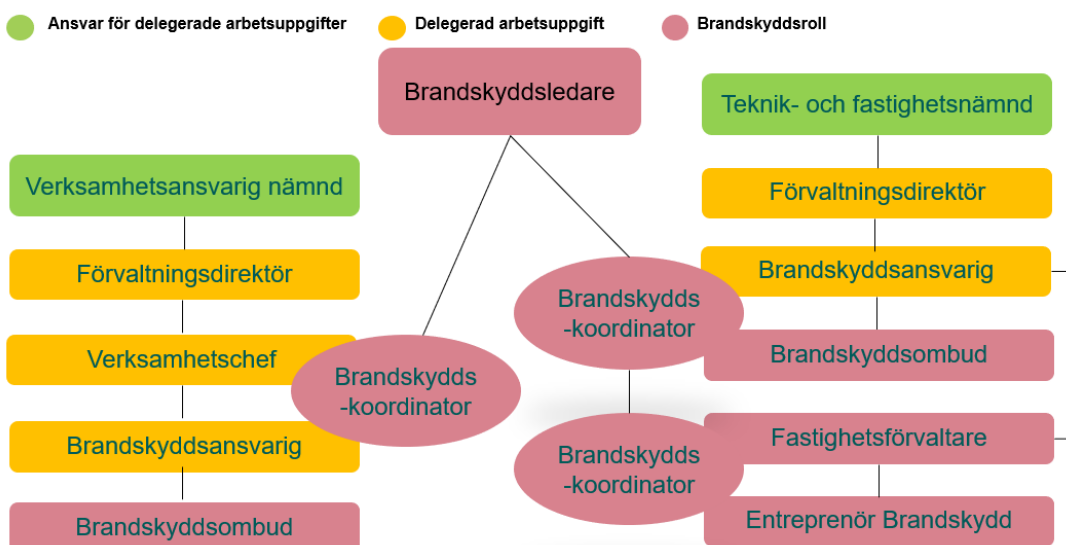 Ansvar för delegerade arbetsuppgifter
Delegerad arbetsuppgift
Brandskyddsroll
Brandskyddsledare
Verksamhetsansvarig nämnd
Förvaltningsdirektör
Verksamhetschef
Brandskyddsansvarig
Brandskyddsombud
Brandskydds
-koordinator
Brandskydds
-koordinator
Brandskydds
-koordinator
Teknik- och fastighetsnämnd
Förvaltningsdirektör
Brandskyddsansvarig
Brandskyddsombud
Fastighetsförvaltare
Entreprenör Brandskydd